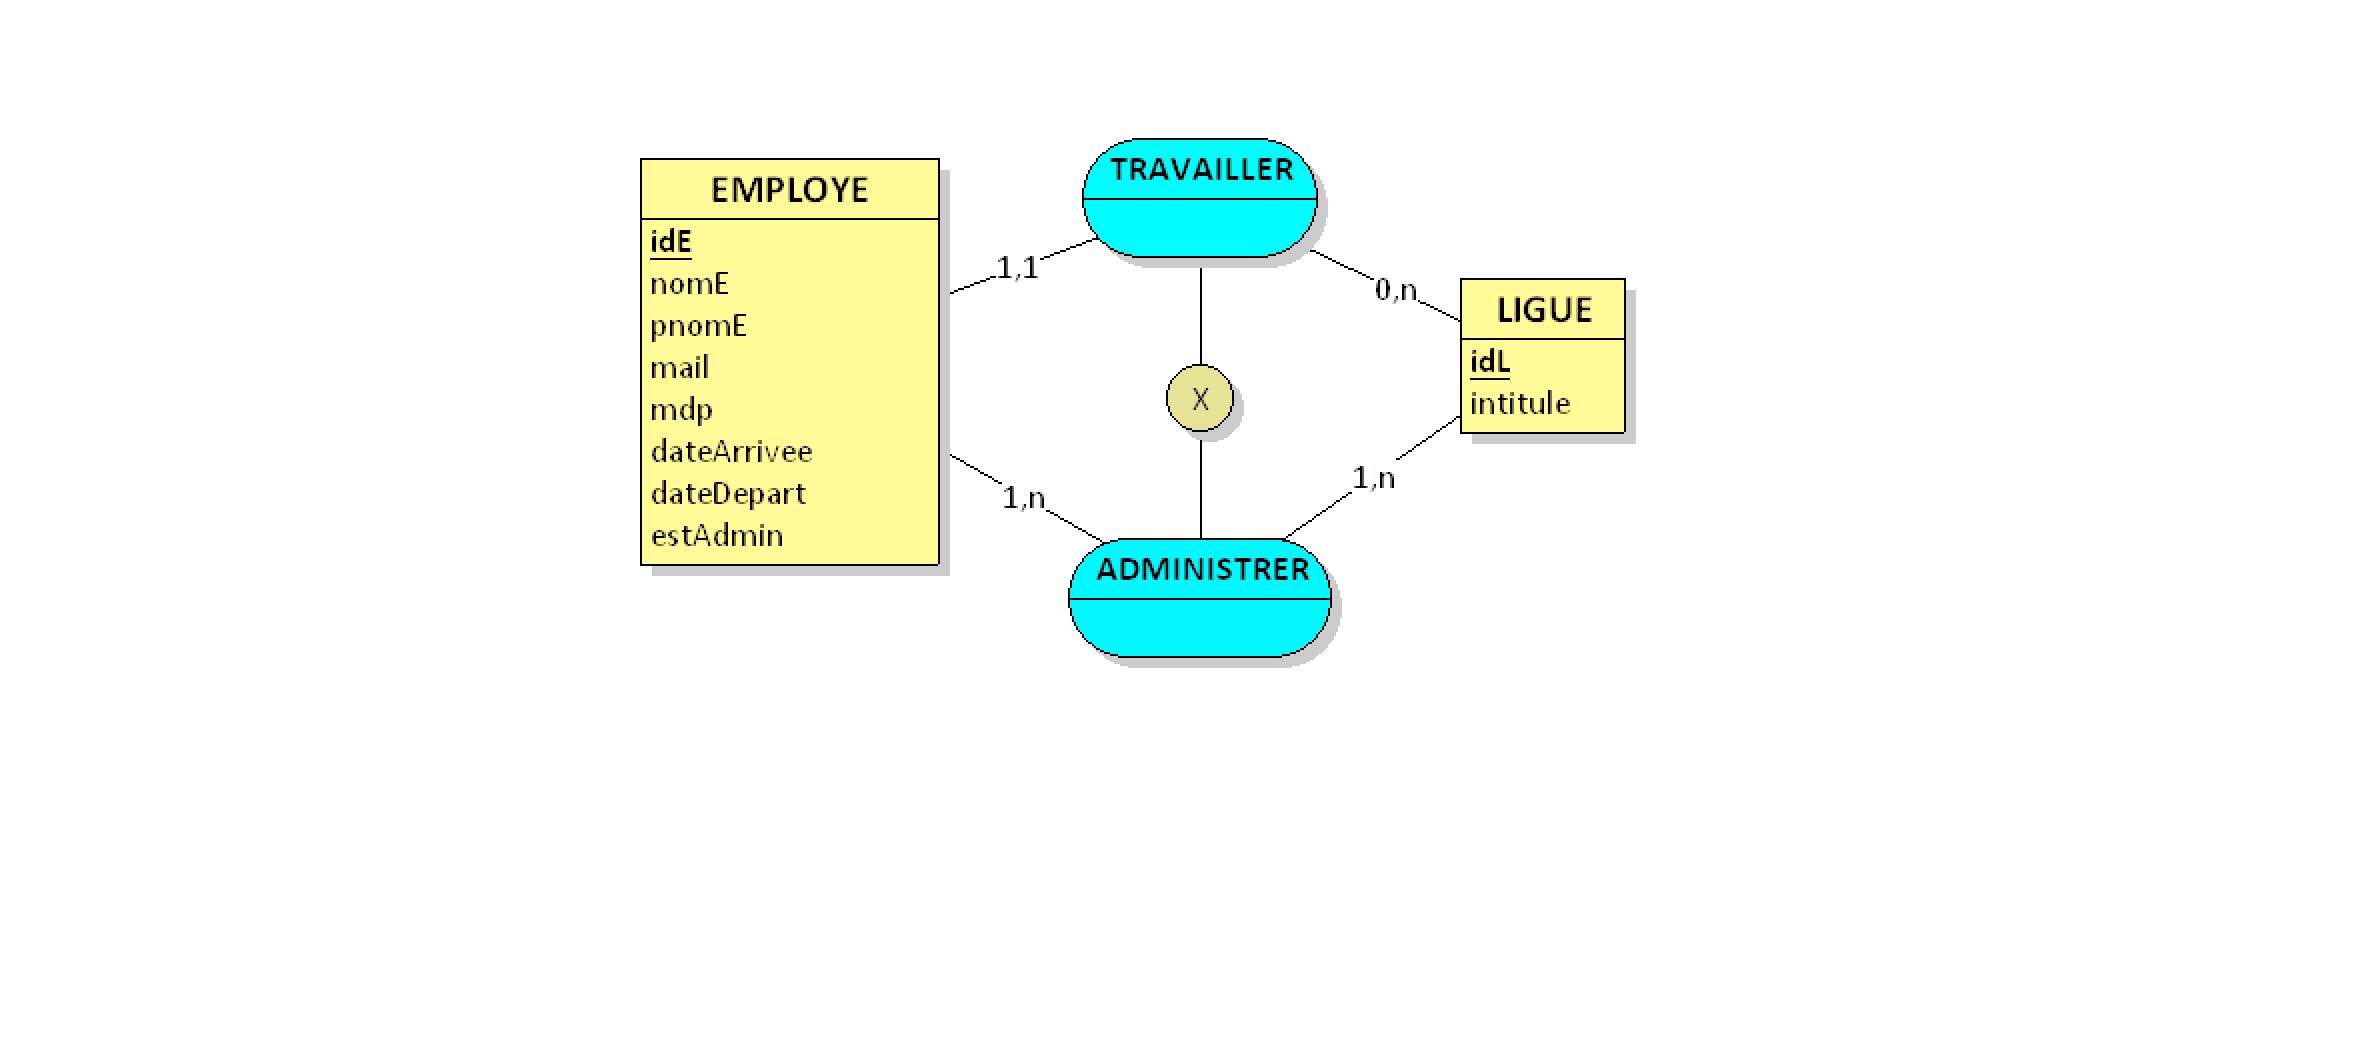 EMPLOYE
idE
nomE
pnomE
mail
mdp
dateArrivee
dateDepart
estAdmin
1,1
1,n
TRAVAILLER
X
ADMINISTRER
0,n
1,n
LIGUE
idL
intitule